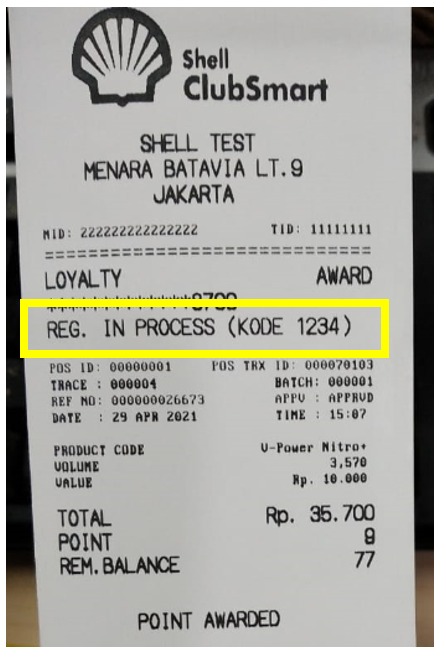 Shell
ClubSmart
SHELL TEST
MENARA BATAVIA LT.9
JAKARTA
MID: 222222222222222 TID: 11111111
==============================
LOYALTY AWARD
REG. IN PROCESS (KODE 1234)
POS ID: 00000001 POS TRX ID: 000070103
TRACE : 000004 BATCH: 000001
REF NO: 000000026673 APPV : APPRVD
DATE : 29 APR 2021 TIME : 15:07
PRODUCT CODE V-Power Nitro+
VOLUME 3,570
VALUE Rp. 10.000
TOTAL Rp. 35.700
POINT 9
REM.BALANCE 77
POINT AWARDED